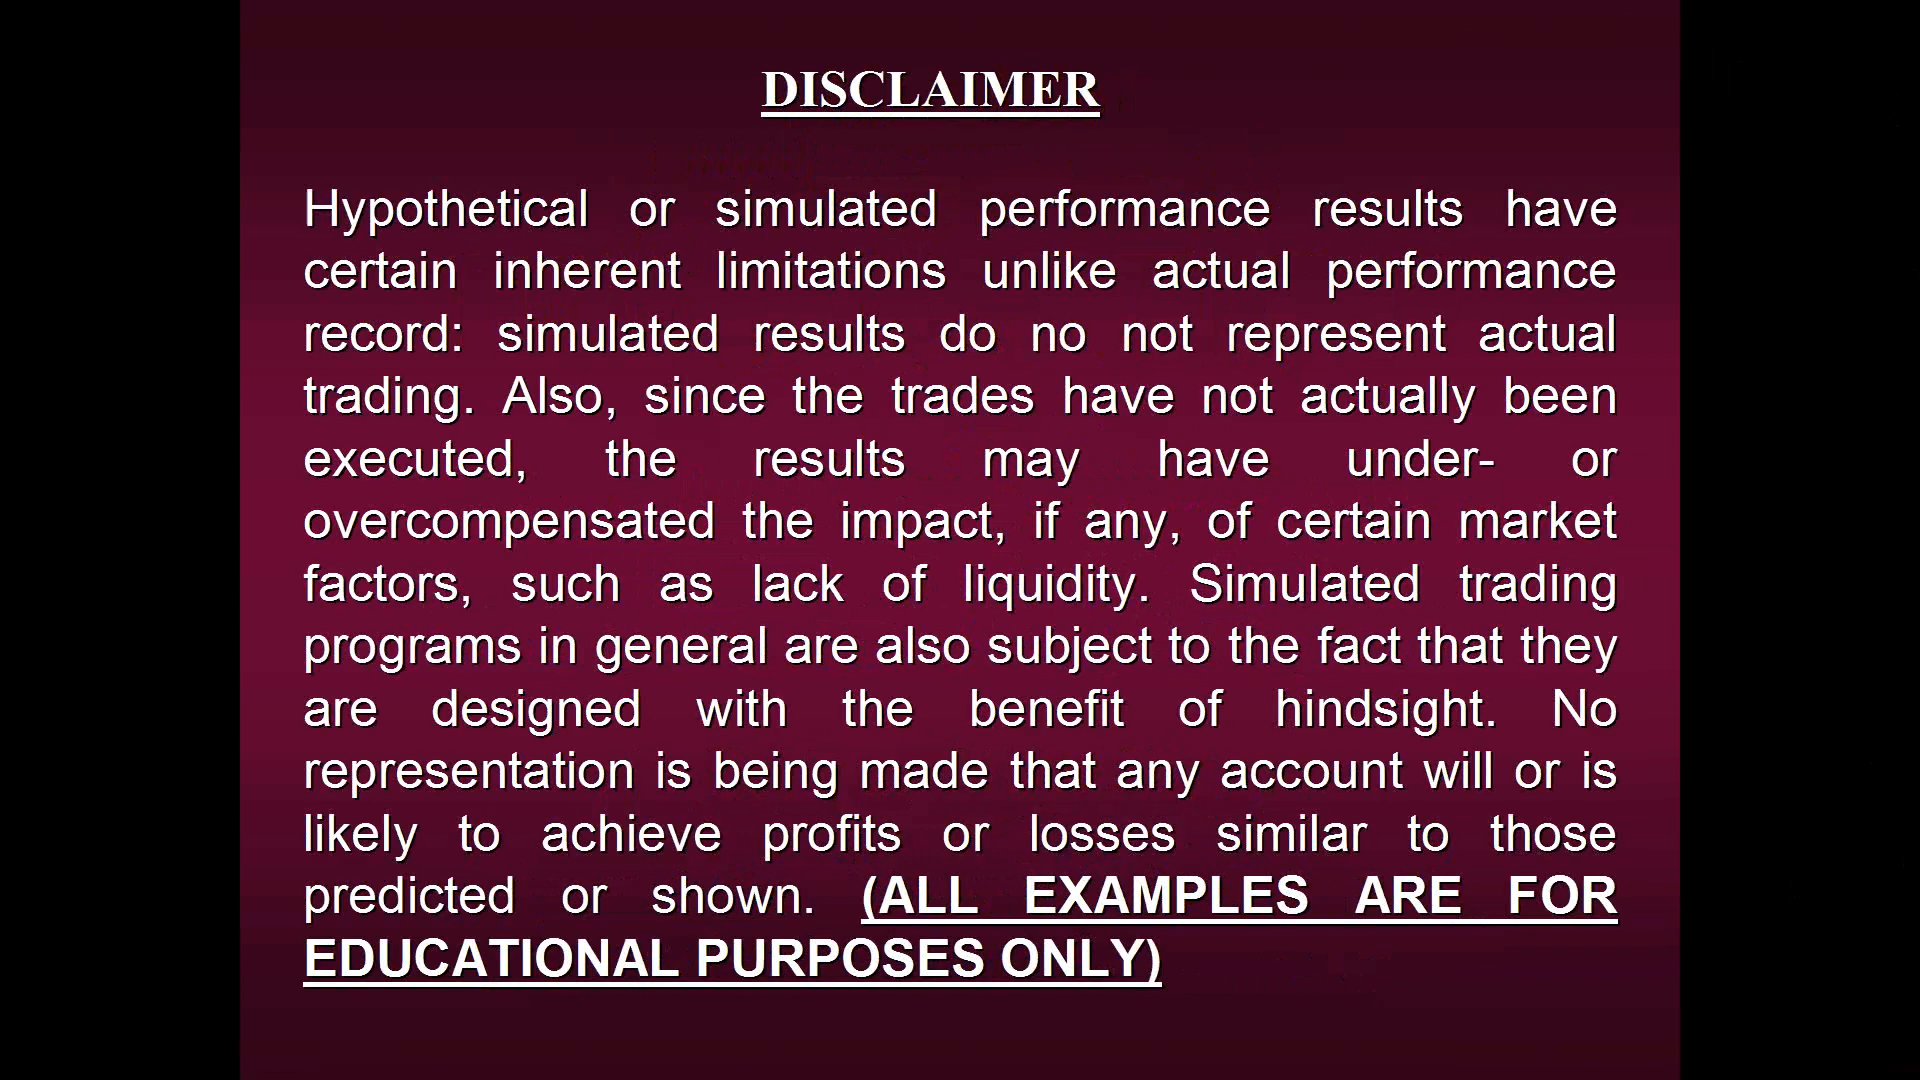 DISCLAIMER
Hypothetical or simulated performance results have
certain inherent limitations unlike actual performance
record: simulated results do no not represent actual
trading. Also, since the trades have not actually been
executed, the results may have under- or
overcompensated the impact, if any, of certain market
factors, such as lack of liquidity. Simulated trading
programs in general are also subject to the fact that they
are designed with the benefit of hindsight. No
representation is being made that any account will or is
likely to achieve profits or losses similar to those
predicted or shown. (ALL EXAMPLES ARE FOR
EDUCATIONAL PURPOSES ONLY)